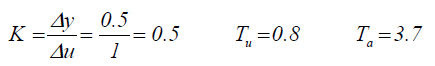 K = Δy/Δu = 0.5/1 = 0.5 T_u = 0.8 T_a = 3.7